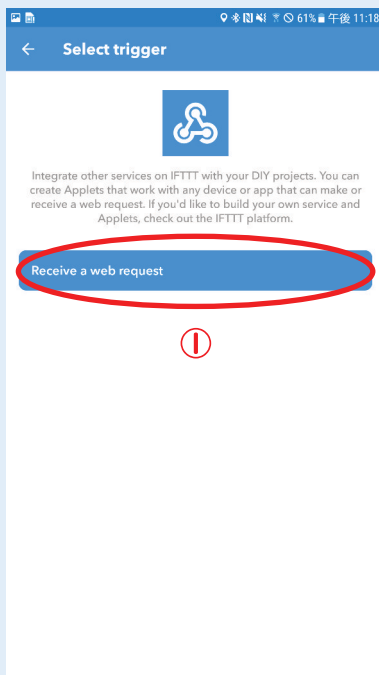 61% 午後 11:18
← Select trigger
Integrate other services on IFTTT with your DIY projects. You can
create Applets that work with any device or app that can make or
receive a web request. If you'd like to build your own service and
Applets, check out the IFTTT platform.
Receive a web request
①